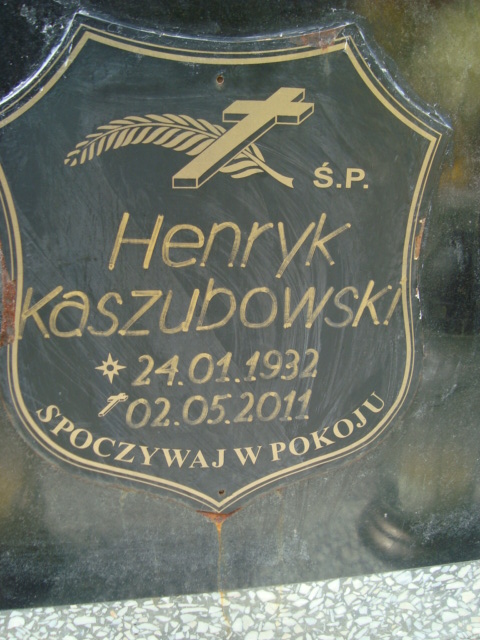 Ś.P.
Henryk
Kaszubowski
24.01.1932
02.05.2011
SPOCZYWAJ W POKOJU